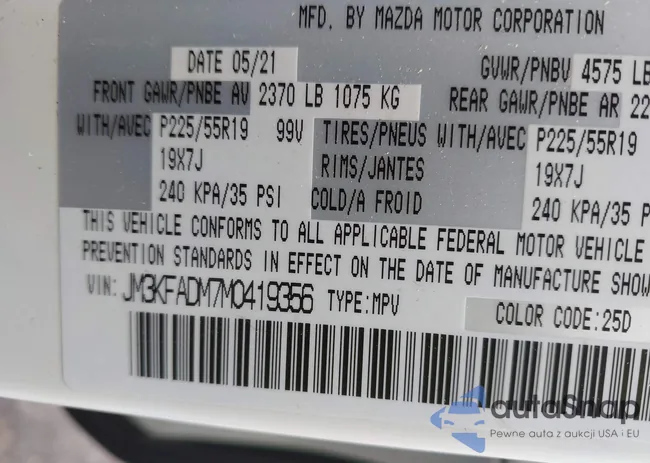 MFD. BY MAZDA MOTOR CORPORATION
DATE 05/21
GVWR/PNBV 4575 LB
FRONT GAWR/PNBE AV 2370 LB 1075 KG
REAR GAWR/PNBE AR 22
WITH/AVEC P225/55R19 99V TIRES/PNEUS WITH/AVEC P225/55R19
19X7J RIMS/JANTES 19X7J
240 KPA/35 PSI COLD/A FROID 240 KPA/35 P
THIS VEHICLE CONFORMS TO ALL APPLICABLE FEDERAL MOTOR VEHICLE
PREVENTION STANDARDS IN EFFECT ON THE DATE OF MANUFACTURE SHOW
VIN: JM3KFADM7M0419356 TYPE:MPV
COLOR CODE:25D
autoSnap
Pewne auta z aukcji USA i EU